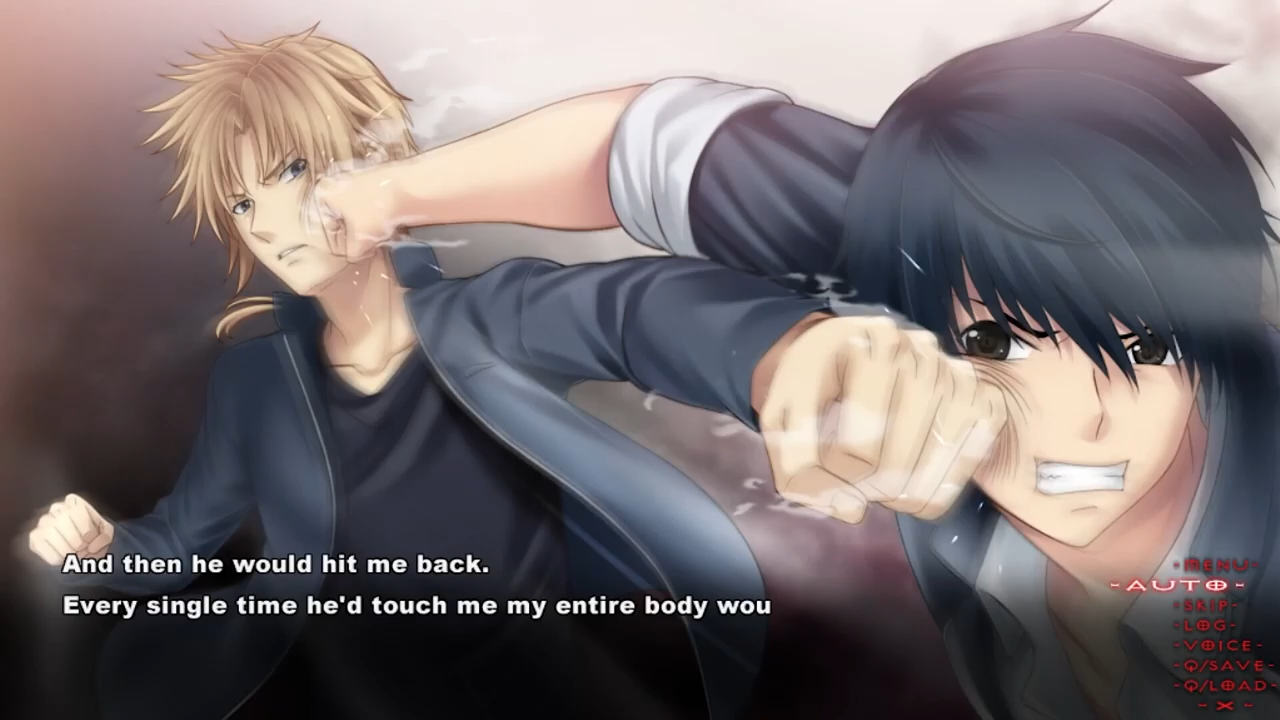 And then he would hit me back.
Every single time he'd touch me my entire body wou
-MENU-
-AUTO-
-SKIP-
-LOG-
-VOICE-
-Q/SAVE-
-Q/LOAD-
-X-